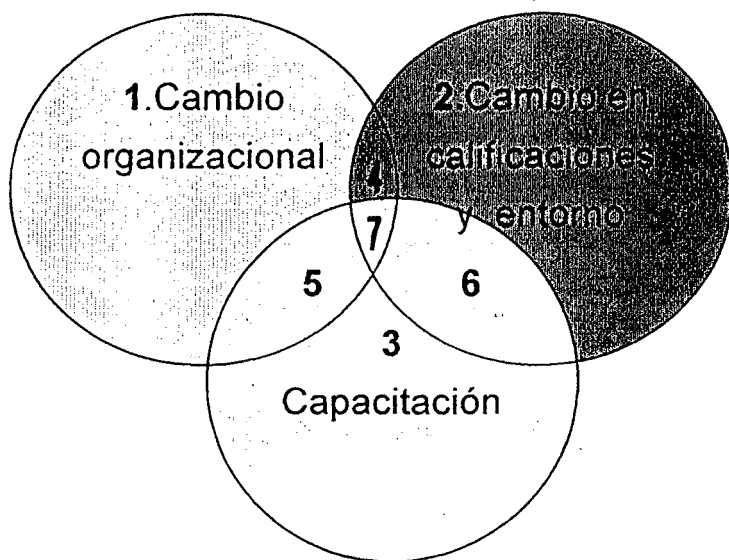 1.Cambio
organizacional
2.Cambio en
calificaciones
y entorno
4
7
5
6
3
Capacitación